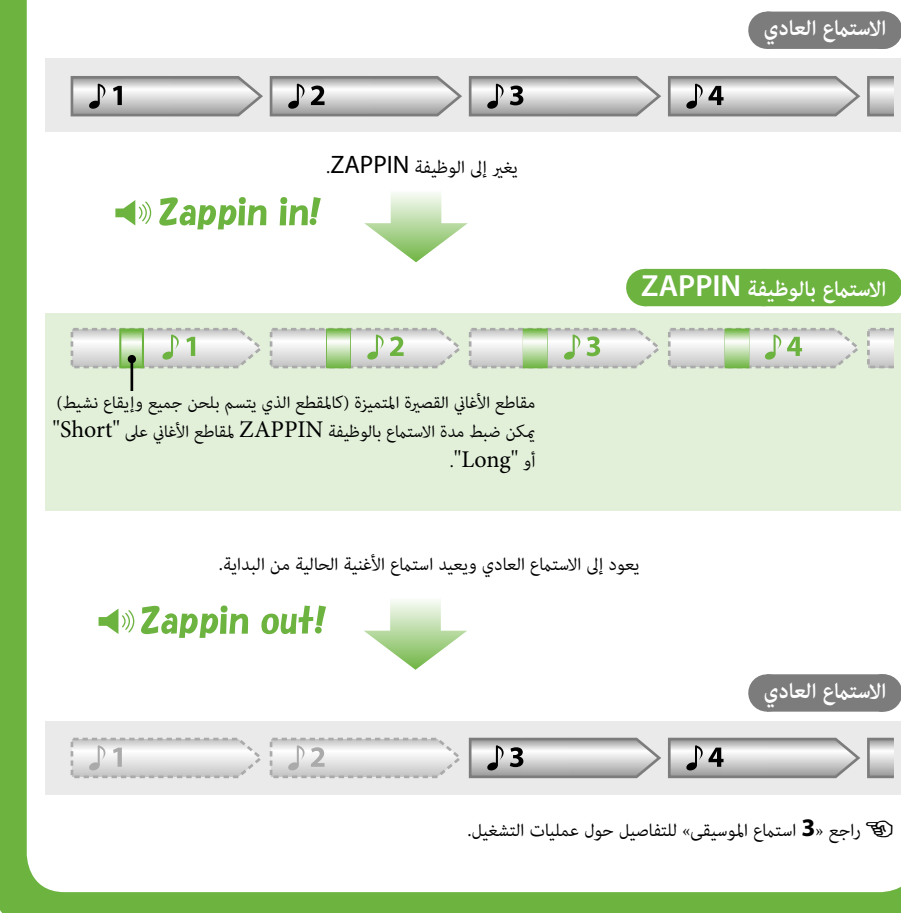 الاستماع العادي
♪1 ♪2 ♪3 ♪4
يغير إلى الوظيفة ZAPPIN.
Zappin in!
الاستماع بالوظيفة ZAPPIN
♪1 ♪2 ♪3 ♪4
مقاطع الأغاني القصيرة المتميزة (كالمقطع الذي يتسم بلحن جميع وإيقاع نشيط)
يمكن ضبط مدة الاستماع بالوظيفة ZAPPIN لمقاطع الأغاني على "Short"
أو "Long".
يعود إلى الاستماع العادي ويعيد استماع الأغنية الحالية من البداية.
Zappin out!
الاستماع العادي
♪1 ♪2 ♪3 ♪4
راجع «3 استماع الموسيقى» للتفاصيل حول عمليات التشغيل.